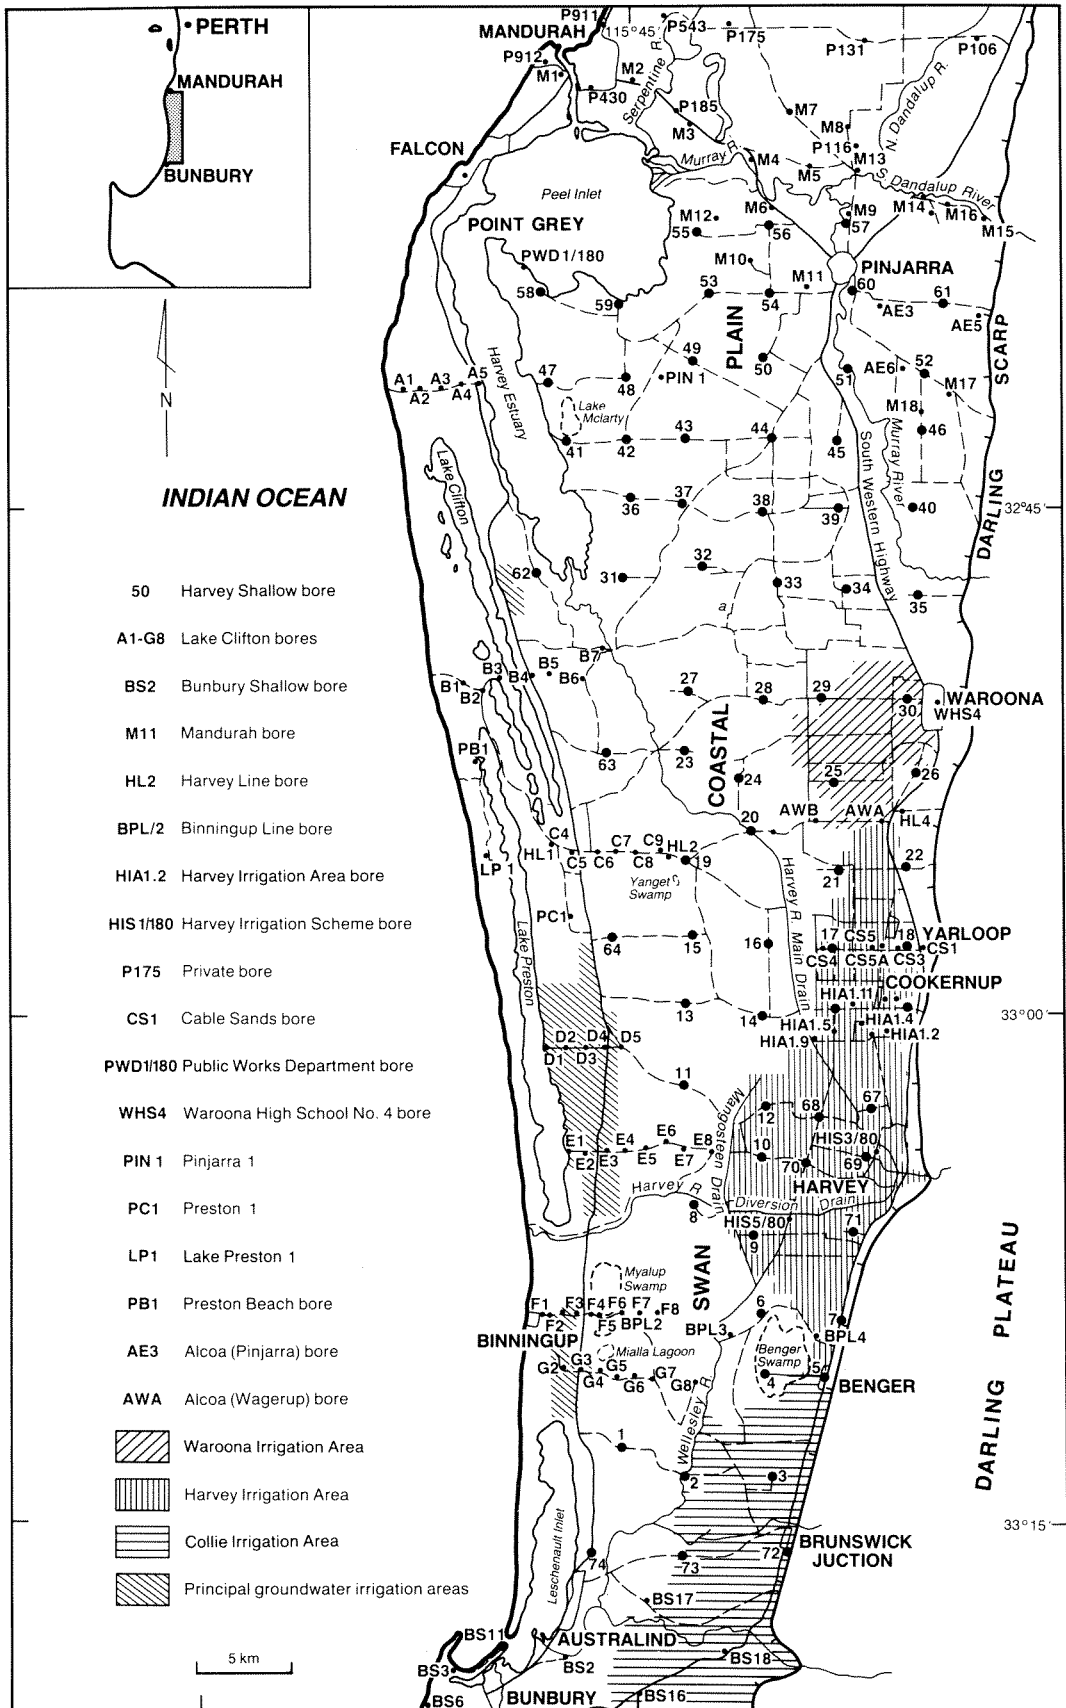 PERTH
MANDURAH
BUNBURY
N
INDIAN OCEAN
50 Harvey Shallow bore
A1-G8 Lake Clifton bores
BS2 Bunbury Shallow bore
M11 Mandurah bore
HL2 Harvey Line bore
BPL/2 Binningup Line bore
HIA1.2 Harvey Irrigation Area bore
HIS1/180 Harvey Irrigation Scheme bore
P175 Private bore
CS1 Cable Sands bore
PWD1/180 Public Works Department bore
WHS4 Waroona High School No. 4 bore
PIN 1 Pinjarra 1
PC1 Preston 1
LP1 Lake Preston 1
PB1 Preston Beach bore
AE3 Alcoa (Pinjarra) bore
AWA Alcoa (Wagerup) bore
Waroona Irrigation Area
Harvey Irrigation Area
Collie Irrigation Area
Principal groundwater irrigation areas
5 km
P911
MANDURAH
115°45'
P543
P175
P131
P106
P912
M1
M2
P430
Serpentine R.
P185
M3
M7
M8
N. Dandalup R.
FALCON
Murray R.
M4
P116
M13
M5
S. Dandalup River
Peel Inlet
POINT GREY
M12
55
M6
56
M9
57
M14
M16
M15
PWD1/180
M10
M11
PINJARRA
58
59
53
54
60
61
AE3
AE5
PLAIN
SCARP
Harvey Estuary
49
50
51
AE6
52
M17
A1
A2
A3
A4
A5
47
48
PIN 1
M18
Lake
Mclarty
41
42
43
44
45
46
South Western Highway
Murray River
Lake Clifton
36
37
38
39
40
DARLING
32°45'
62
31
32
33
34
35
a
B1
B2
B3
B4
B5
B6
B7
27
28
29
30
WAROONA
WHS4
PB1
63
23
COASTAL
24
25
26
20
AWB
AWA
HL4
C4
HL1
C5
C6
C7
C8
C9
HL2
19
LP 1
Yanget
Swamp
21
22
Harvey R. Main Drain
PC1
Lake Preston
64
15
16
17
CS5
18
YARLOOP
CS4
CS5A
CS3
CS1
COOKERNUP
13
14
HIA1.11
HIA1.5
HIA1.4
HIA1.9
HIA1.2
33°00'
D1
D2
D3
D4
D5
11
Mangosteen Drain
12
68
67
E1
E2
E3
E4
E5
E6
E7
E8
10
70
HIS3/80
69
HARVEY
Harvey R.
Diversion Drain
8
HIS5/80
9
71
SWAN
Myalup
Swamp
F1
F2
F3
F4
F5
F6
F7
F8
BPL2
BINNINGUP
BPL3
6
7
BPL4
Mialla Lagoon
Benger
Swamp
4
5
BENGER
G2
G3
G4
G5
G6
G7
G8
Wellesley R.
DARLING PLATEAU
1
2
3
33°15'
Leschenault Inlet
74
73
72
BRUNSWICK
JUCTION
BS17
BS11
AUSTRALIND
BS3
BS2
BS18
BS6
BUNBURY
BS16